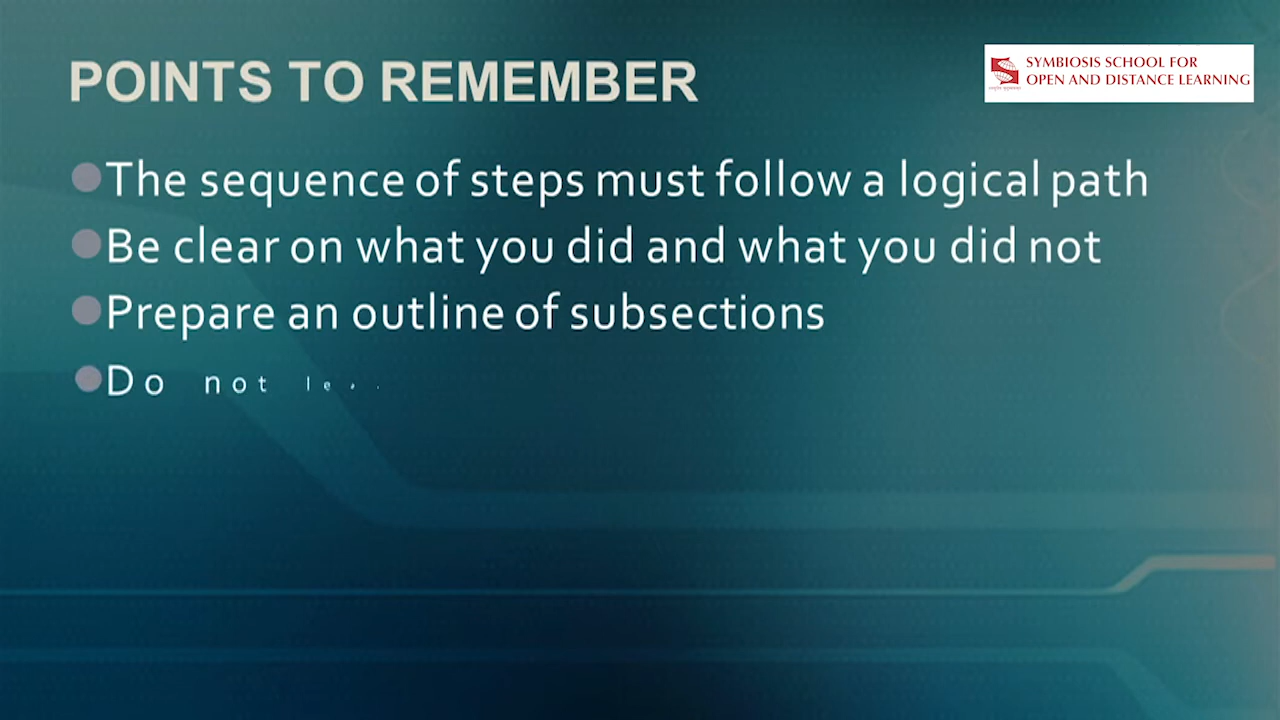 POINTS TO REMEMBER
SYMBIOSIS SCHOOL FOR
OPEN AND DISTANCE LEARNING
The sequence of steps must follow a logical path
Be clear on what you did and what you did not
Prepare an outline of subsections
Do not